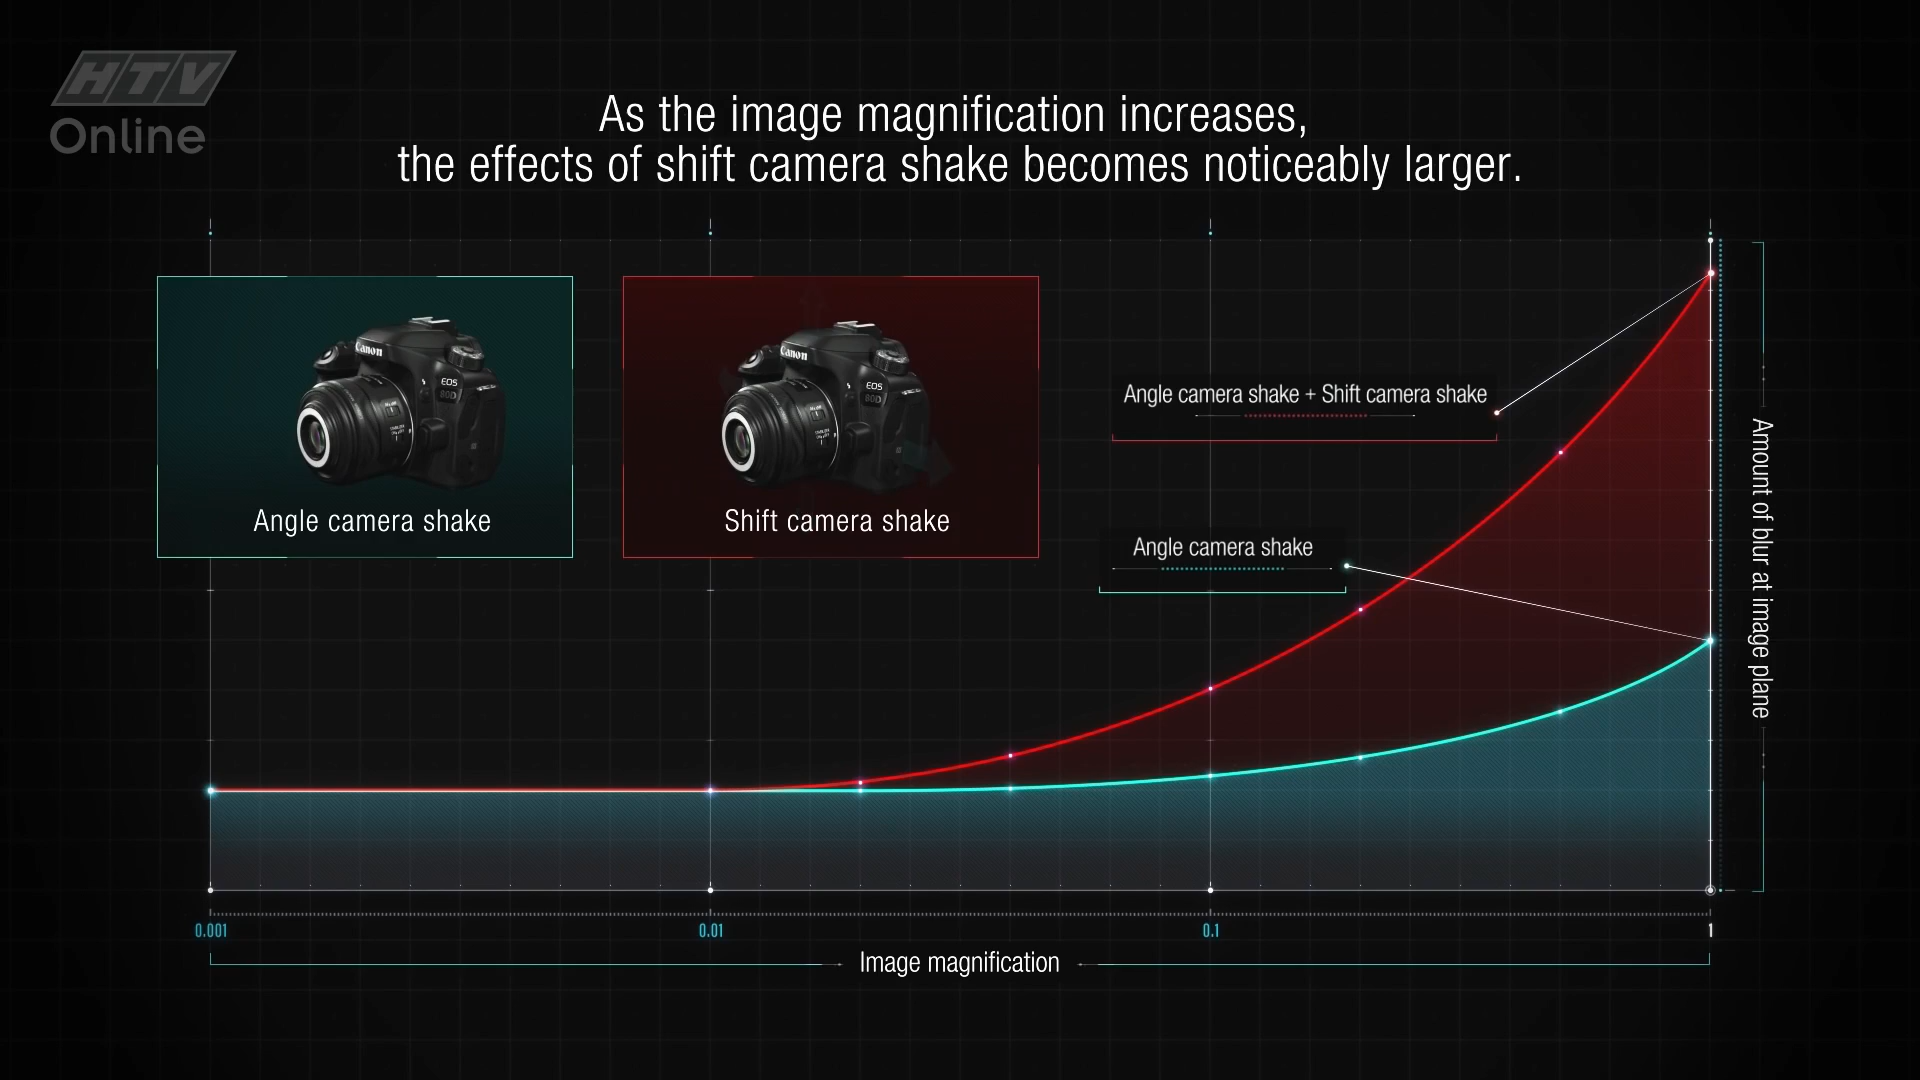 HTV
Online
As the image magnification increases,
the effects of shift camera shake becomes noticeably larger.
Canon
EOS
80D
Angle camera shake
Canon
EOS
80D
Shift camera shake
Angle camera shake + Shift camera shake
Angle camera shake
Amount of blur at image plane
0.001
0.01
0.1
1
Image magnification